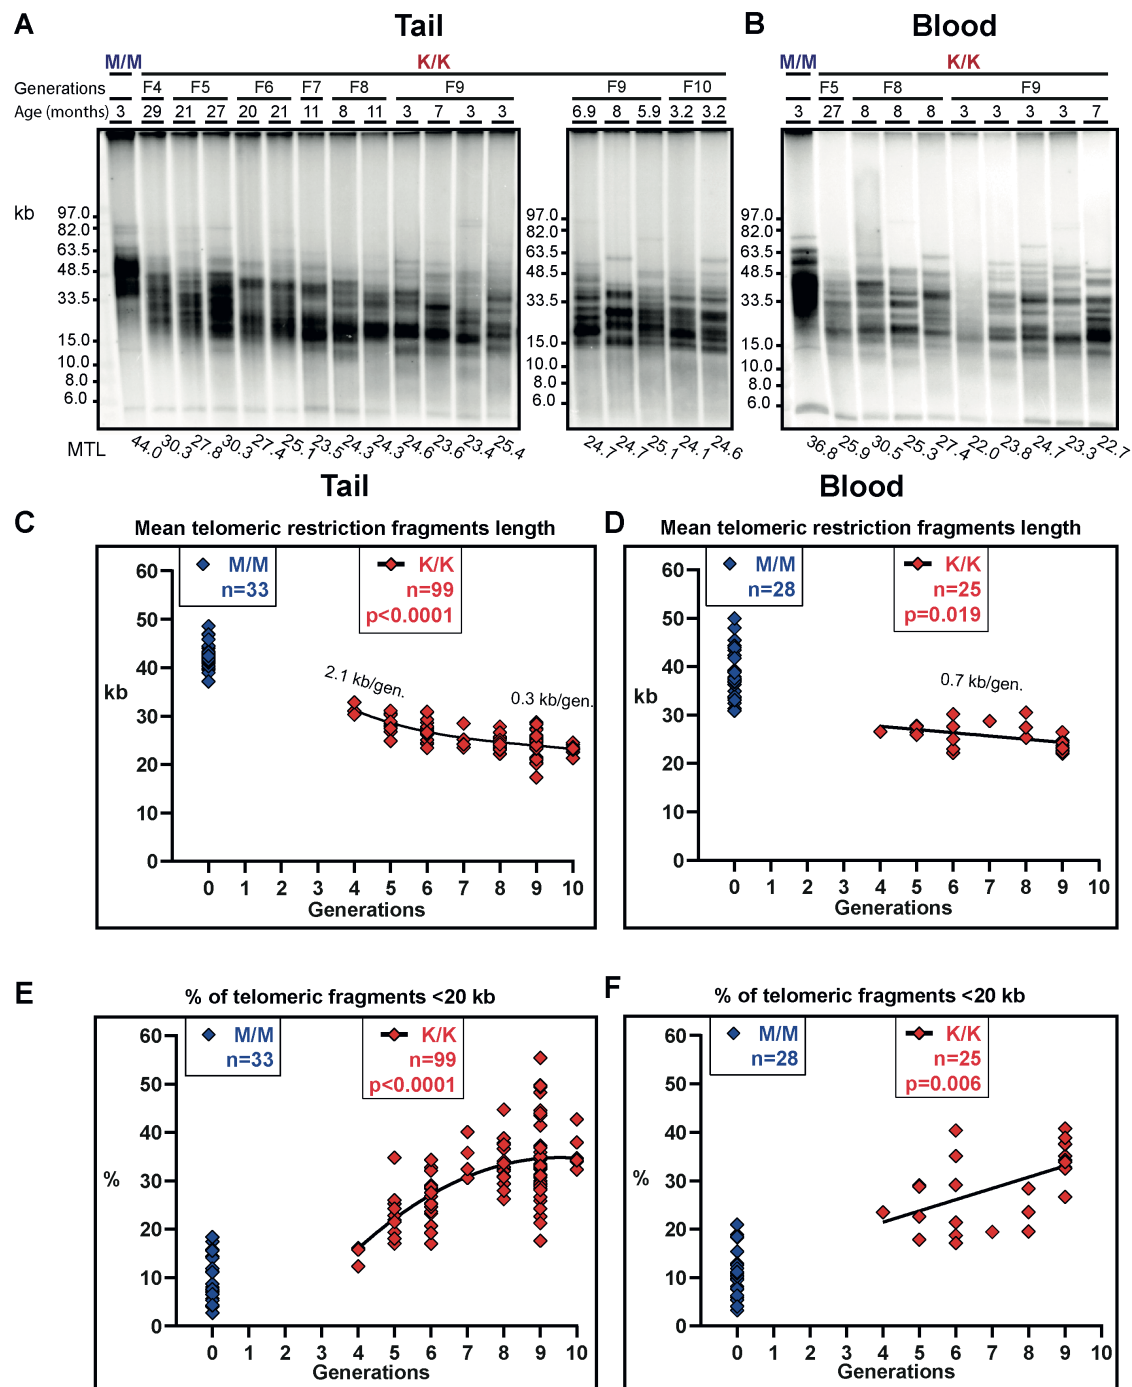 A Tail B Blood
M/M K/K M/M K/K
Generations F4 F5 F6 F7 F8 F9 F9 F10 F5 F8 F9
Age (months) 3 29 21 27 20 21 11 8 11 3 7 3 3 6.9 8 5.9 3.2 3.2 3 27 8 8 8 3 3 3 3 7
kb 97.0 97.0 97.0
82.0 82.0 82.0
63.5 63.5 63.5
48.5 48.5 48.5
33.5 33.5 33.5
15.0 15.0 15.0
10.0 10.0 10.0
8.0 8.0 8.0
6.0 6.0 6.0
MTL 44.0 30.3 27.8 30.3 27.4 25.1 23.5 24.3 24.3 24.6 23.6 23.4 25.4 24.7 24.7 25.1 24.1 24.6 36.8 25.9 30.5 25.3 27.4 22.0 23.8 24.7 23.3 22.7
Tail Blood
C Mean telomeric restriction fragments length
M/M
n=33
K/K
n=99
p<0.0001
2.1 kb/gen.
0.3 kb/gen.
kb
60
50
40
30
20
10
0
0 1 2 3 4 5 6 7 8 9 10
Generations
D Mean telomeric restriction fragments length
M/M
n=28
K/K
n=25
p=0.019
0.7 kb/gen.
kb
60
50
40
30
20
10
0
0 1 2 3 4 5 6 7 8 9 10
Generations
E % of telomeric fragments <20 kb
M/M
n=33
K/K
n=99
p<0.0001
%
60
50
40
30
20
10
0
0 1 2 3 4 5 6 7 8 9 10
Generations
F % of telomeric fragments <20 kb
M/M
n=28
K/K
n=25
p=0.006
%
60
50
40
30
20
10
0
0 1 2 3 4 5 6 7 8 9 10
Generations